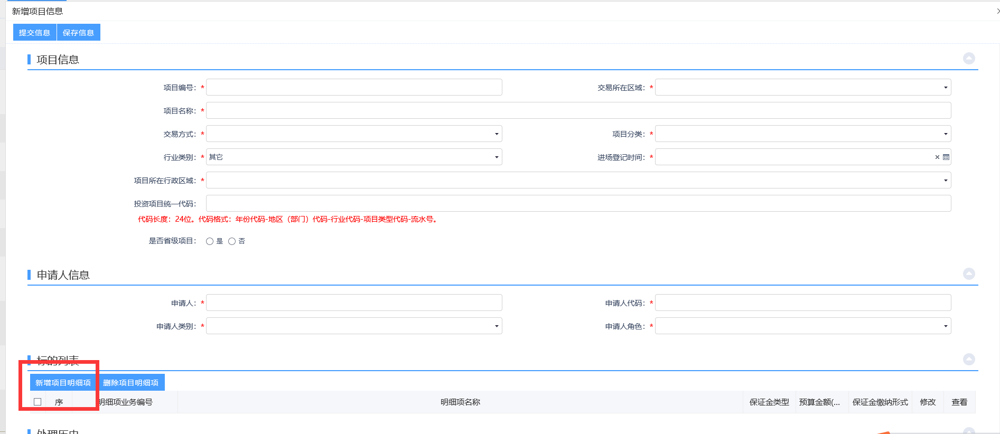 新增项目信息
提交信息 保存信息
项目信息
项目编号：* 交易所在区域：*
项目名称：*
交易方式：* 项目分类：*
行业类别：* 其它 进场登记时间：*
项目所在行政区域：*
投资项目统一代码：
代码长度：24位。代码格式：年份代码-地区（部门）代码-行业代码-项目类型代码-流水号。
是否省级项目： 是 否
申请人信息
申请人：* 申请人代码：*
申请人类别：* 申请人角色：*
标的列表
新增项目明细项 删除项目明细项
序 明细项业务编号 明细项名称 保证金类型 预算金额(... 保证金缴纳形式 修改 查看
处理历史